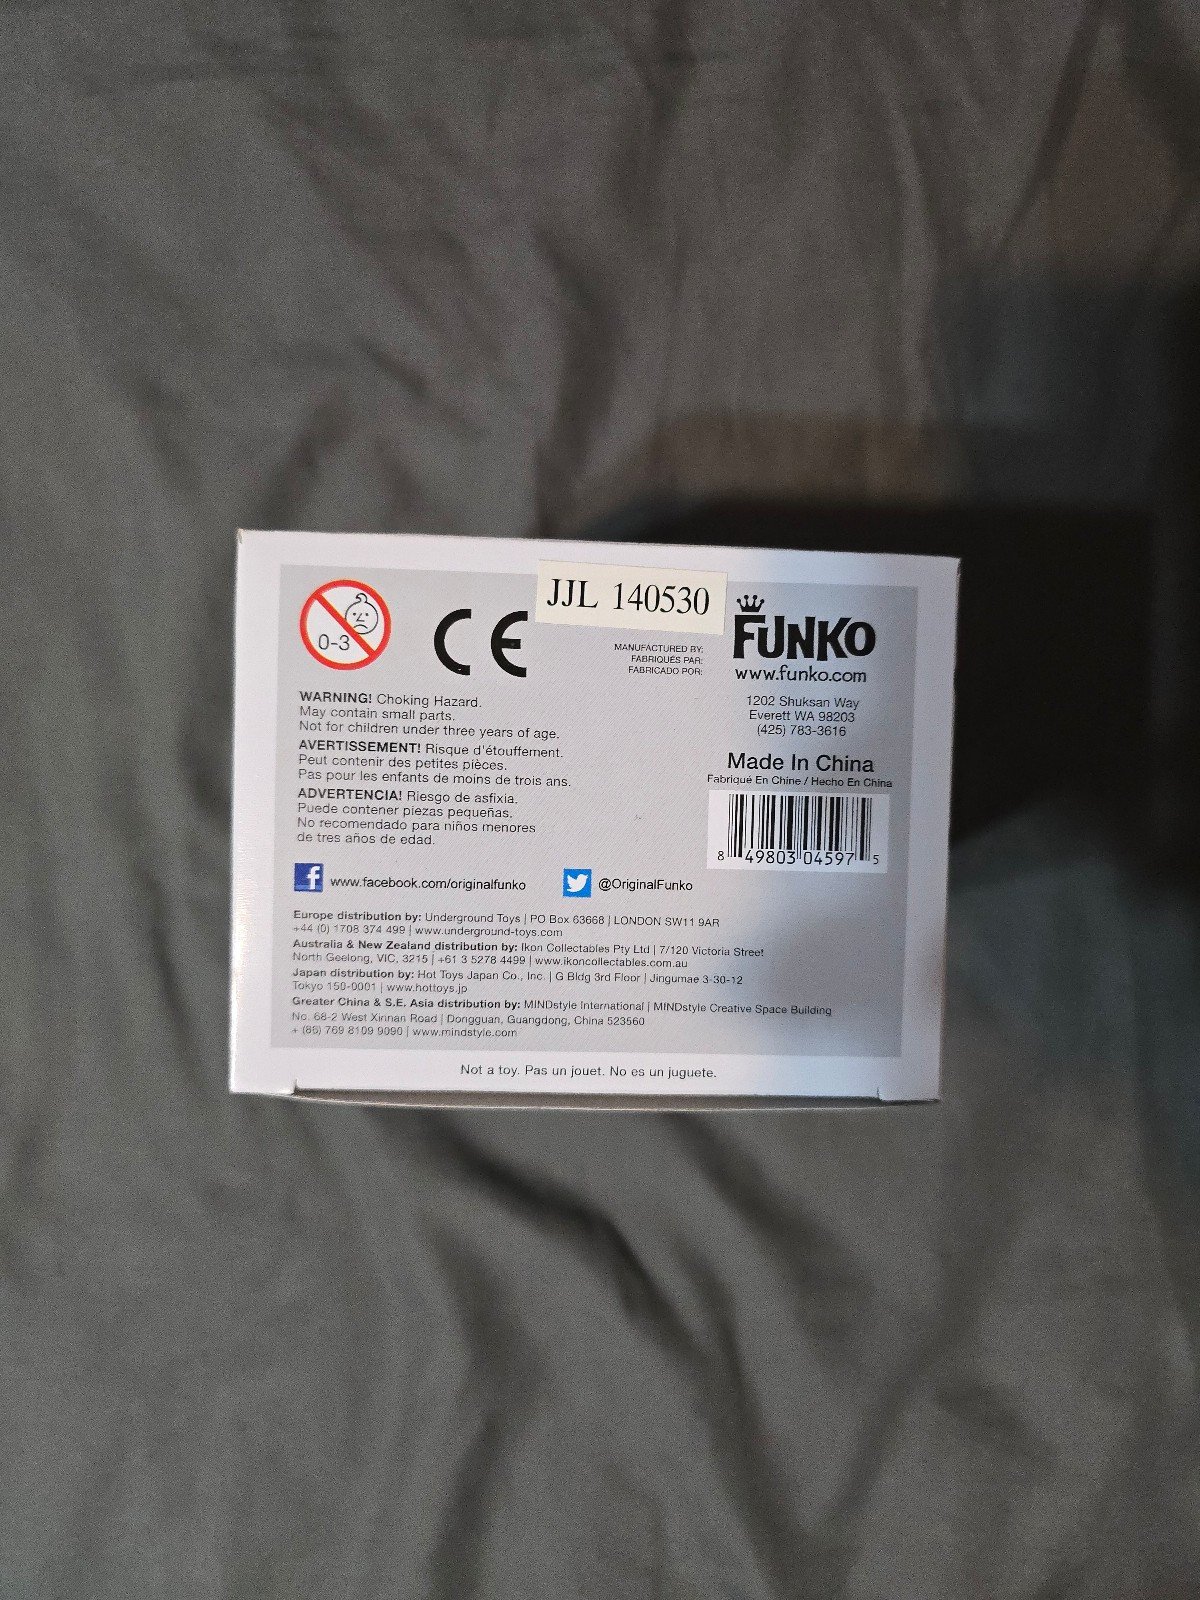 JJL 140530
0-3
CE
MANUFACTURED BY:
FABRIQUÉS PAR:
FABRICADO POR:
FUNKO
www.funko.com
1202 Shuksan Way
Everett WA 98203
(425) 783-3616
Made In China
Fabriqué En Chine / Hecho En China
8 49803 04597 5
WARNING! Choking Hazard.
May contain small parts.
Not for children under three years of age.
AVERTISSEMENT! Risque d'étouffement.
Peut contenir des petites pièces.
Pas pour les enfants de moins de trois ans.
ADVERTENCIA! Riesgo de asfixia.
Puede contener piezas pequeñas.
No recomendado para niños menores
de tres años de edad.
f www.facebook.com/originalfunko
@OriginalFunko
Europe distribution by: Underground Toys | PO Box 63668 | LONDON SW11 9AR
+44 (0) 1708 374 499 | www.underground-toys.com
Australia & New Zealand distribution by: Ikon Collectables Pty Ltd | 7/120 Victoria Street
North Geelong, VIC, 3215 | +61 3 5278 4499 | www.ikoncollectables.com.au
Japan distribution by: Hot Toys Japan Co., Inc. | G Bldg 3rd Floor | Jingumae 3-30-12
Tokyo 150-0001 | www.hottoys.jp
Greater China & S.E. Asia distribution by: MINDstyle International | MINDstyle Creative Space Building
No. 68-2 West Xinnan Road | Dongguan, Guangdong, China 523560
+ (86) 769 8109 9090 | www.mindstyle.com
Not a toy. Pas un jouet. No es un juguete.